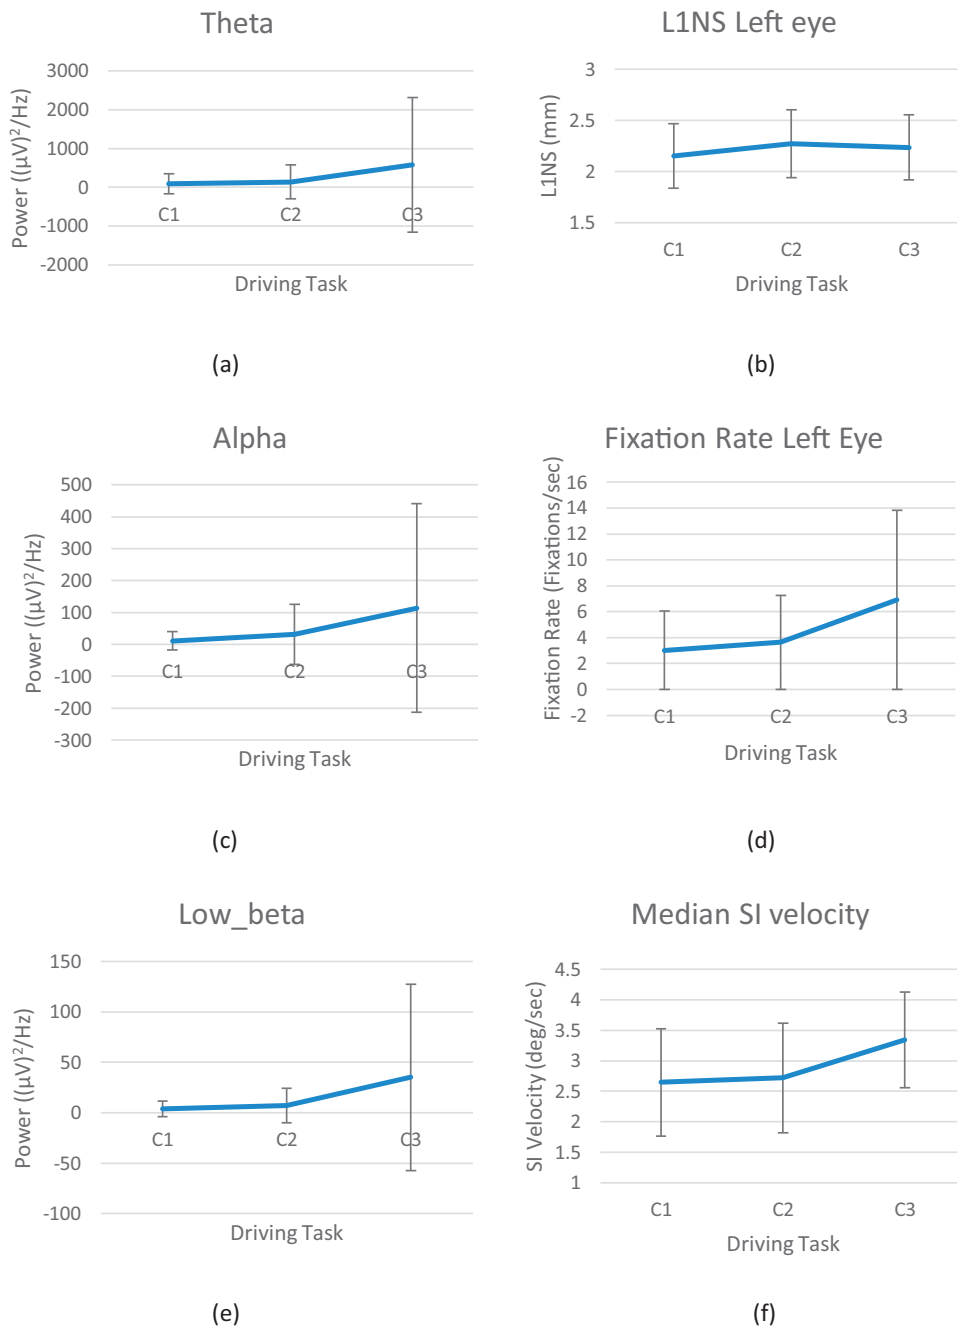 Theta
3000
2000
1000
0
-1000
-2000
Power ((μV)²/Hz)
C1
C2
C3
Driving Task
(a)
L1NS Left eye
3
2.5
2
1.5
L1NS (mm)
C1
C2
C3
Driving Task
(b)
Alpha
500
400
300
200
100
0
-100
-200
-300
Power ((μV)²/Hz)
C1
C2
C3
Driving Task
(c)
Fixation Rate Left Eye
16
14
12
10
8
6
4
2
0
-2
Fixation Rate (Fixations/sec)
C1
C2
C3
Driving Task
(d)
Low_beta
150
100
50
0
-50
-100
Power ((μV)²/Hz)
C1
C2
C3
Driving Task
(e)
Median SI velocity
4.5
4
3.5
3
2.5
2
1.5
1
SI Velocity (deg/sec)
C1
C2
C3
Driving Task
(f)